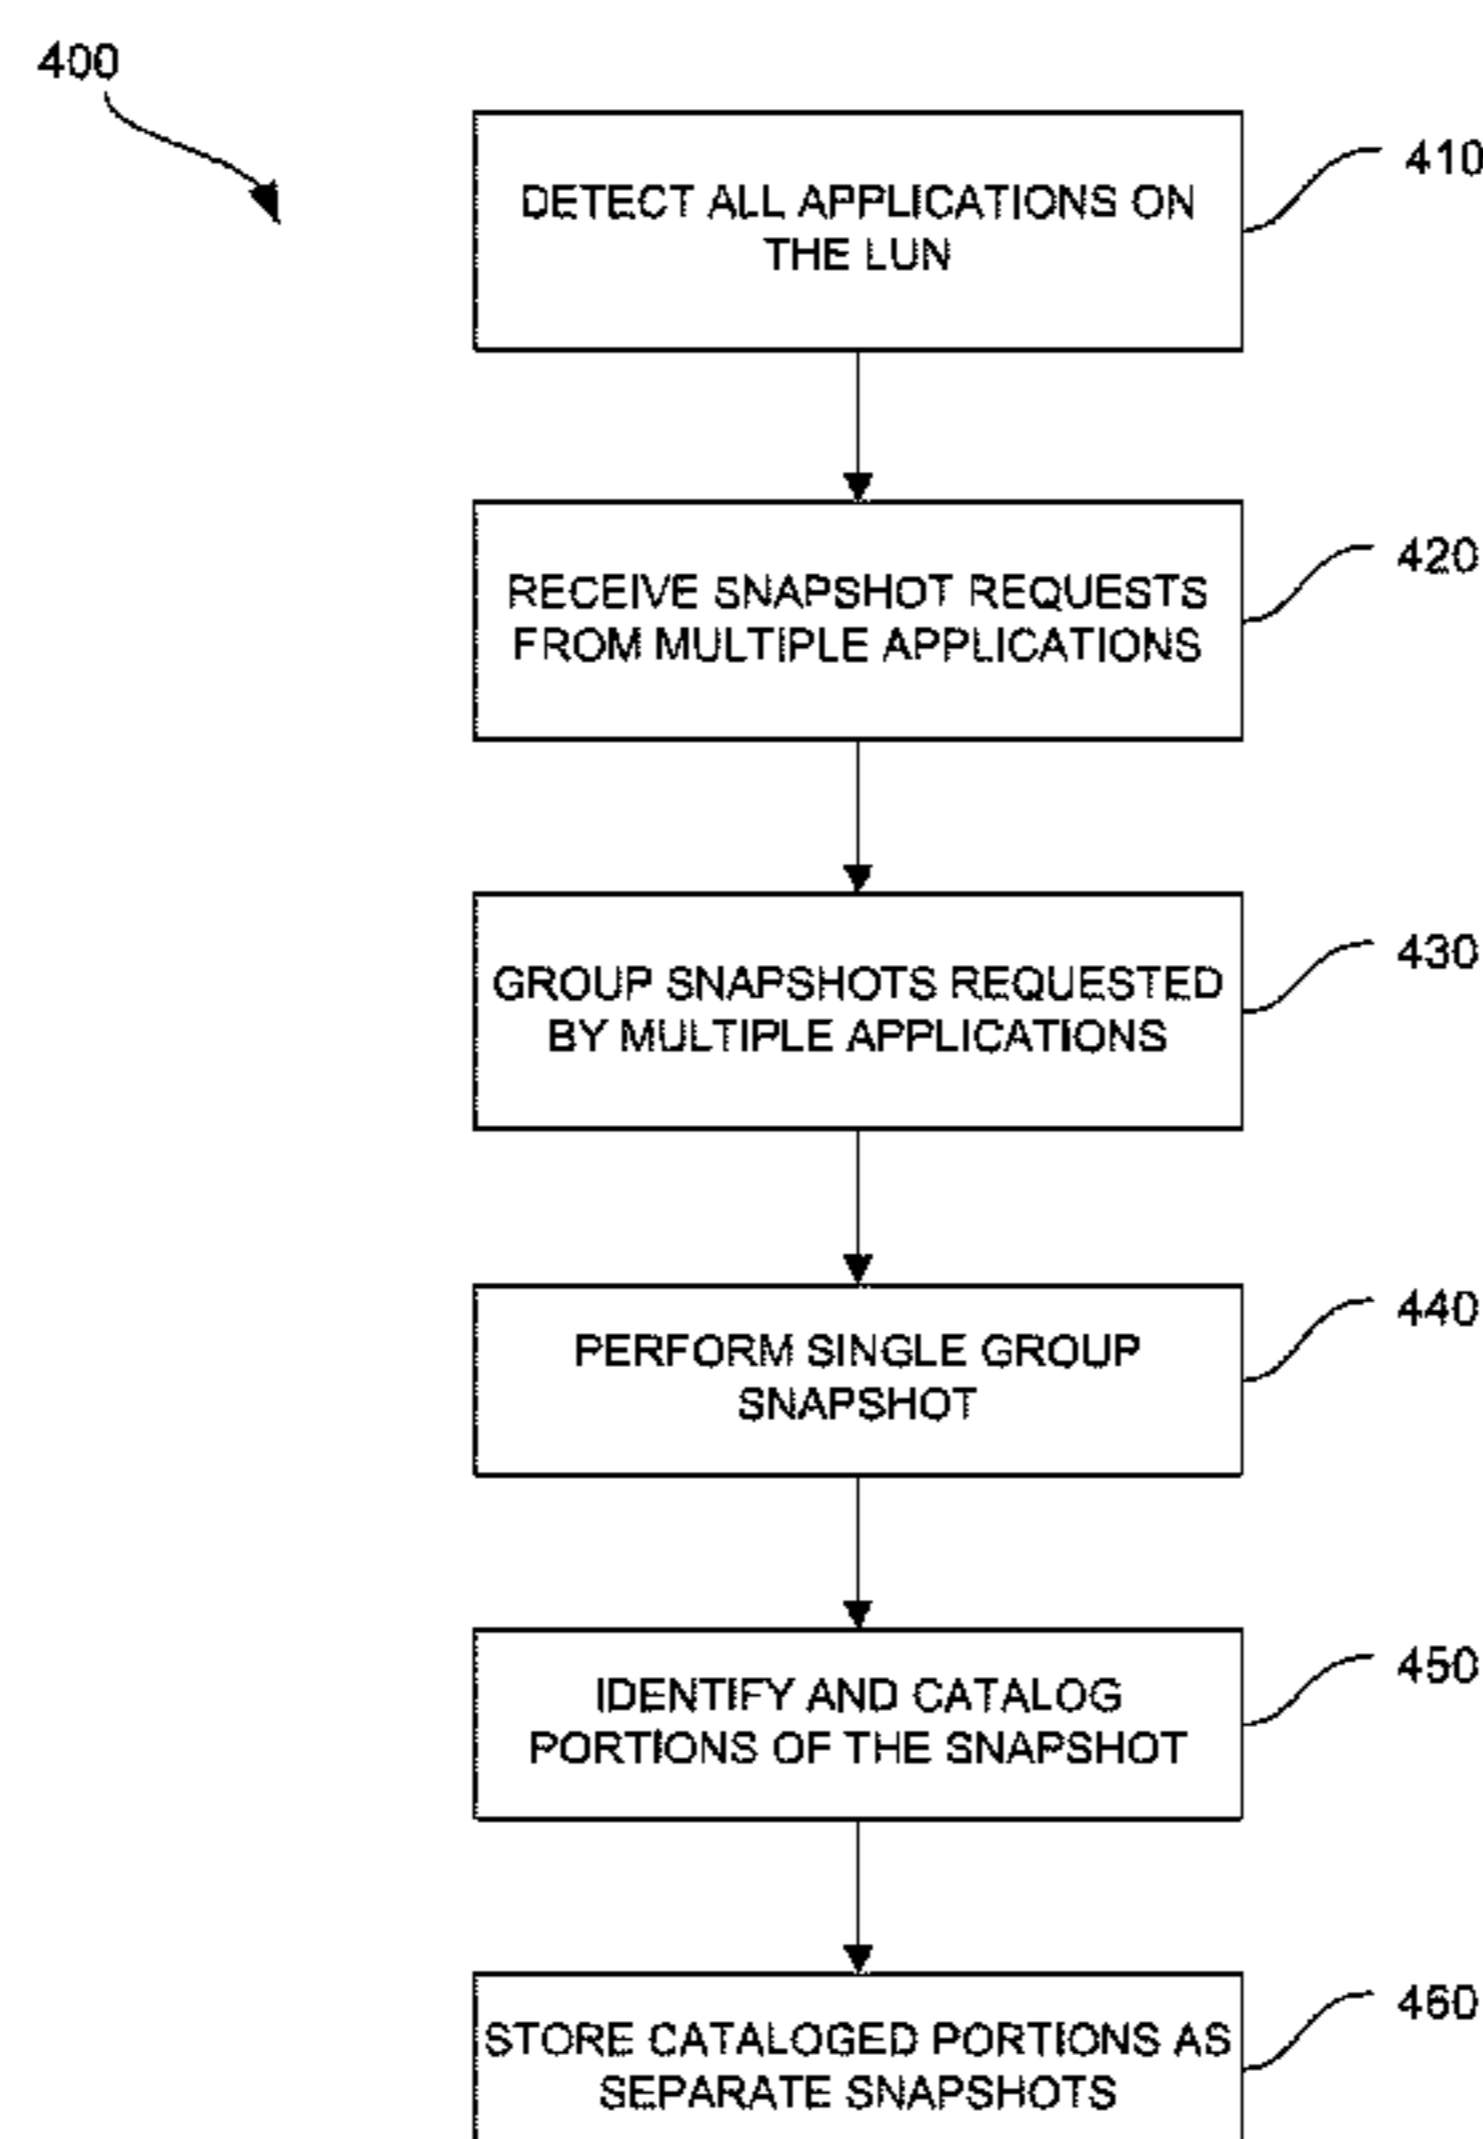 400
DETECT ALL APPLICATIONS ON
THE LUN
410
RECEIVE SNAPSHOT REQUESTS
FROM MULTIPLE APPLICATIONS
420
GROUP SNAPSHOTS REQUESTED
BY MULTIPLE APPLICATIONS
430
PERFORM SINGLE GROUP
SNAPSHOT
440
IDENTIFY AND CATALOG
PORTIONS OF THE SNAPSHOT
450
STORE CATALOGED PORTIONS AS
SEPARATE SNAPSHOTS
460